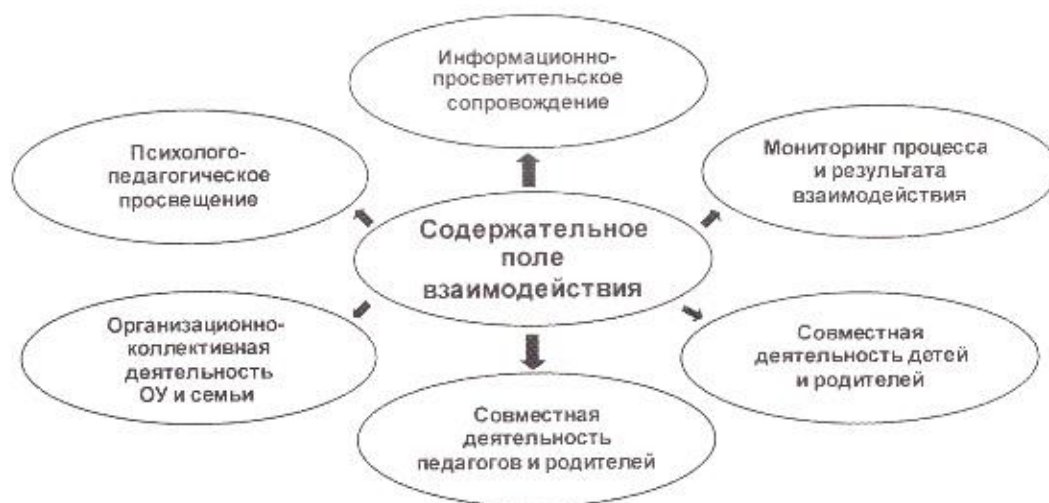 Информационно-
просветительское
сопровождение
Психолого-
педагогическое
просвещение
Мониторинг процесса
и результата
взаимодействия
Содержательное
поле
взаимодействия
Организационно-
коллективная
деятельность
ОУ и семьи
Совместная
деятельность детей
и родителей
Совместная
деятельность
педагогов и родителей